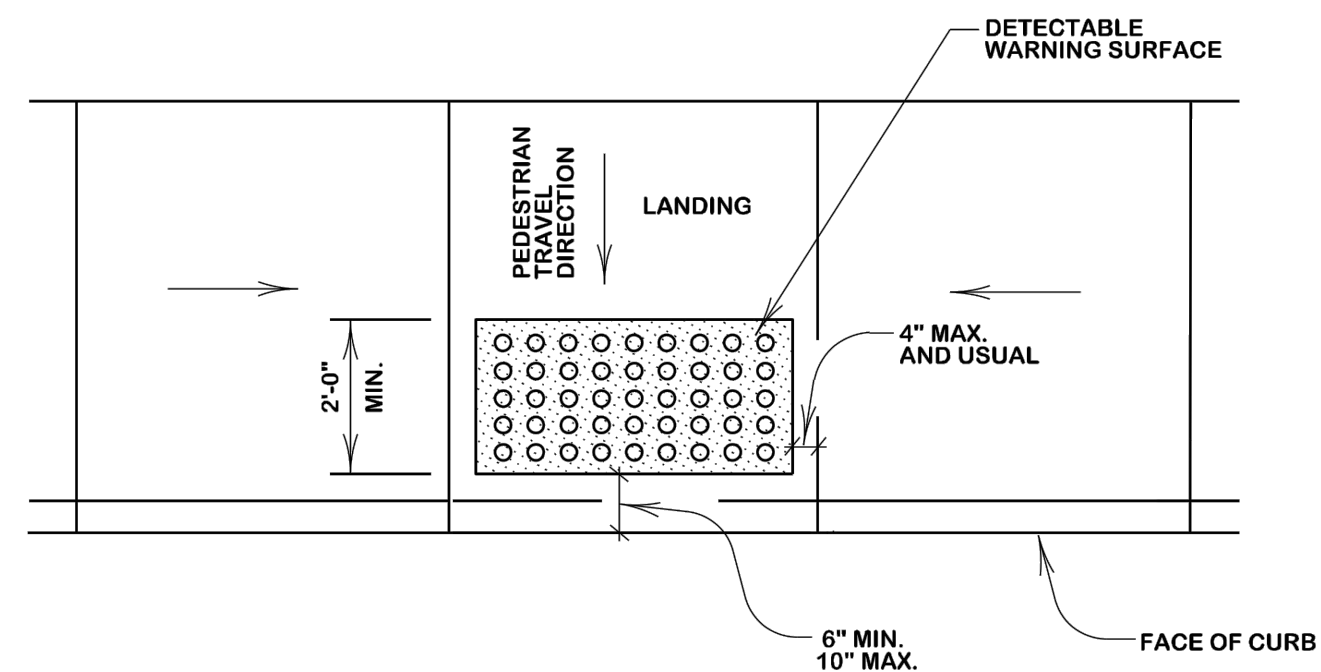 DETECTABLE
WARNING SURFACE
PEDESTRIAN
TRAVEL
DIRECTION
LANDING
4" MAX.
AND USUAL
2'-0"
MIN.
6" MIN.
10" MAX.
FACE OF CURB